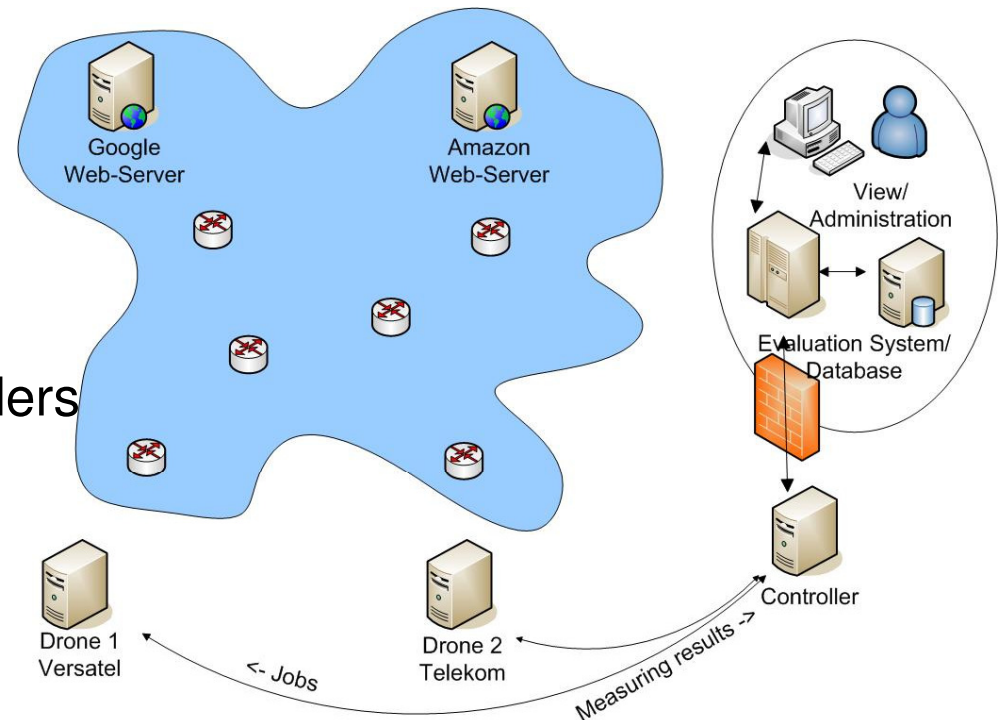 Google
Web-Server
Amazon
Web-Server
View/
Administration
Evaluation System/
Database
lers
Controller
Drone 1
Versatel
Drone 2
Telekom
<- Jobs
Measuring results ->